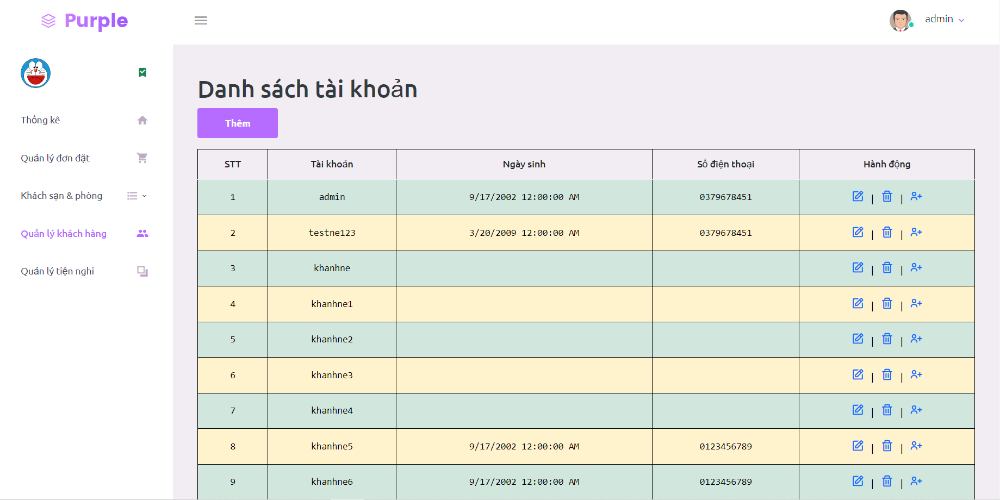 Purple
admin
Thống kê
Quản lý đơn đặt
Khách sạn & phòng
Quản lý khách hàng
Quản lý tiện nghi
Danh sách tài khoản
Thêm
STT Tài khoản Ngày sinh Số điện thoại Hành động
1 admin 9/17/2002 12:00:00 AM 0379678451 | |
2 testne123 3/20/2009 12:00:00 AM 0379678451 | |
3 khanhne | |
4 khanhne1 | |
5 khanhne2 | |
6 khanhne3 | |
7 khanhne4 | |
8 khanhne5 9/17/2002 12:00:00 AM 0123456789 | |
9 khanhne6 9/17/2002 12:00:00 AM 0123456789 | |